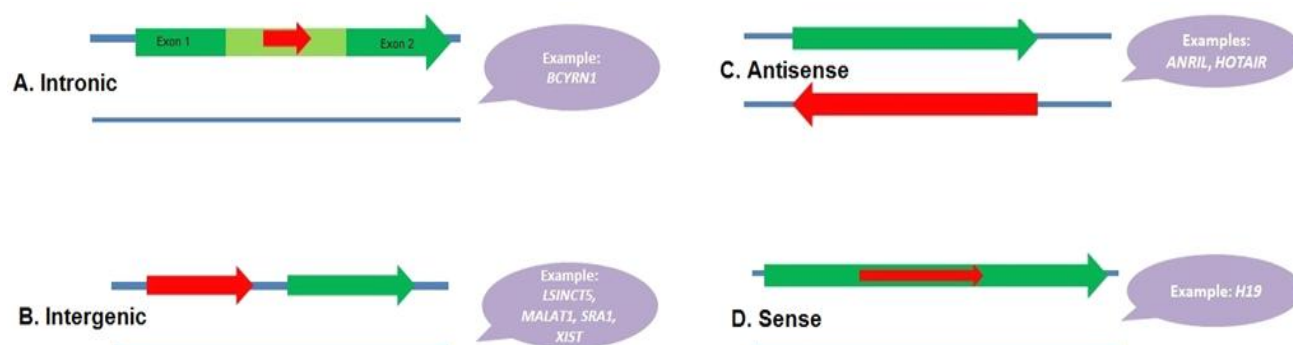 Exon 1
Exon 2
Example:
BCYRN1
A. Intronic
Examples:
ANRIL, HOTAIR
C. Antisense
Example:
LSINCT5,
MALAT1, SRA1,
XIST
B. Intergenic
Example: H19
D. Sense